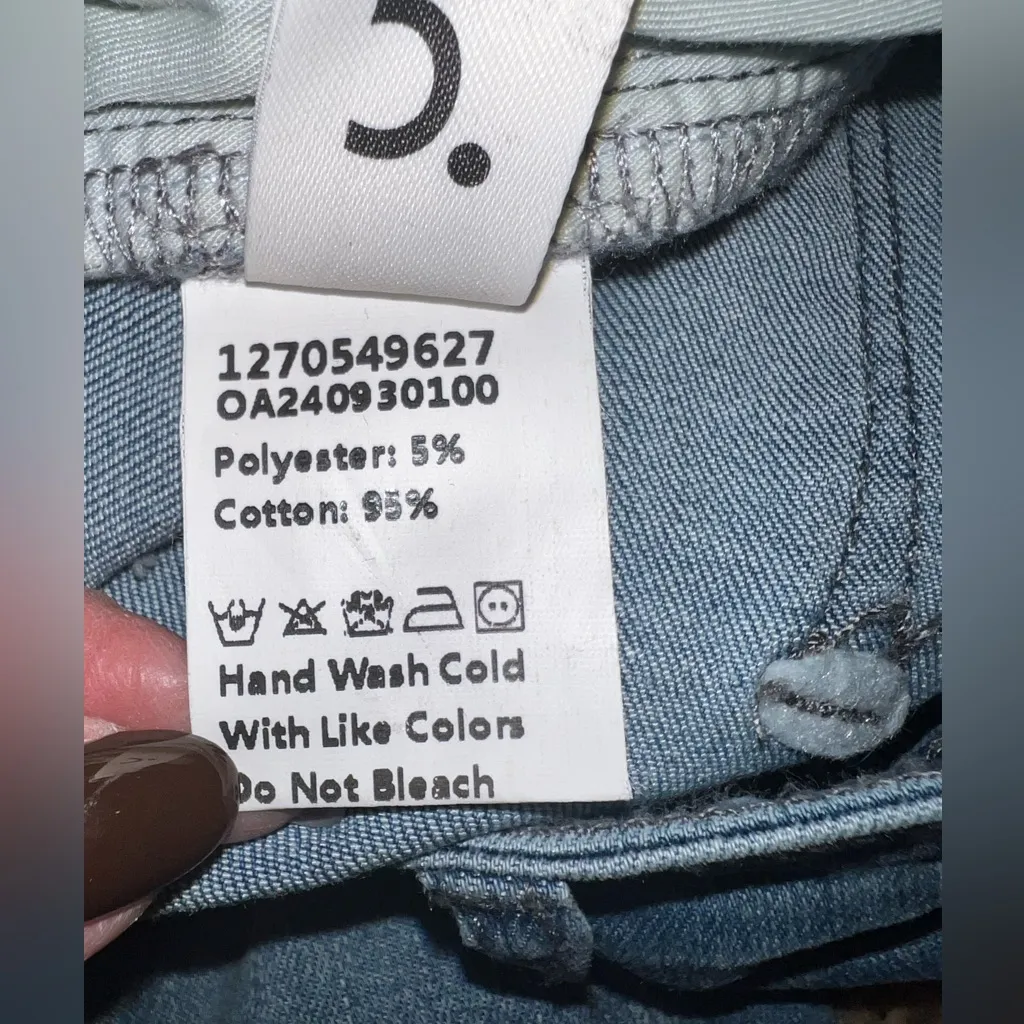 1270549627
OA240930100
Polyester: 5%
Cotton: 95%
Hand Wash Cold
With Like Colors
Do Not Bleach